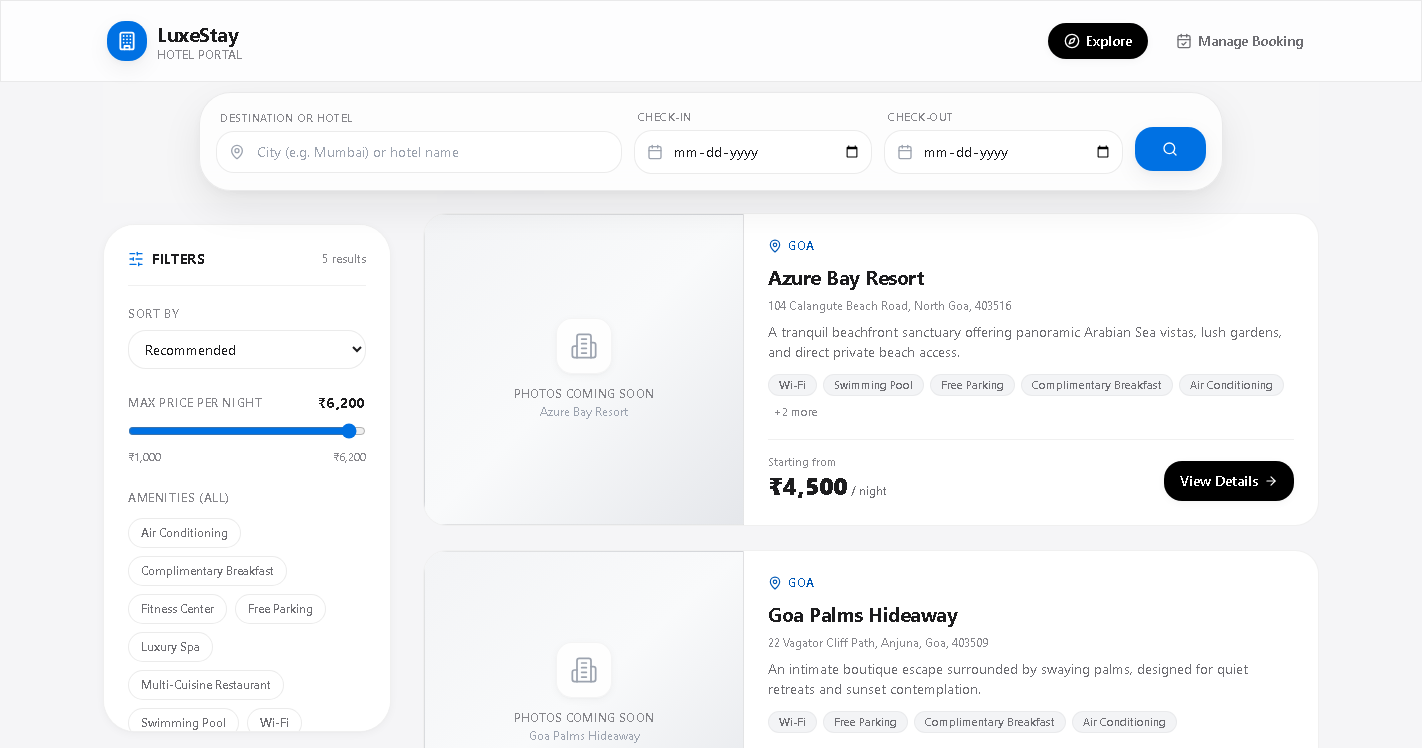 LuxeStay
HOTEL PORTAL
Explore
Manage Booking
DESTINATION OR HOTEL
City (e.g. Mumbai) or hotel name
CHECK-IN
mm-dd-yyyy
CHECK-OUT
mm-dd-yyyy
FILTERS
5 results
SORT BY
Recommended
MAX PRICE PER NIGHT
₹6,200
₹1,000
₹6,200
AMENITIES (ALL)
Air Conditioning
Complimentary Breakfast
Fitness Center
Free Parking
Luxury Spa
Multi-Cuisine Restaurant
Swimming Pool
Wi-Fi
PHOTOS COMING SOON
Azure Bay Resort
GOA
Azure Bay Resort
104 Calangute Beach Road, North Goa, 403516
A tranquil beachfront sanctuary offering panoramic Arabian Sea vistas, lush gardens,
and direct private beach access.
Wi-Fi
Swimming Pool
Free Parking
Complimentary Breakfast
Air Conditioning
+2 more
Starting from
₹4,500 / night
View Details
PHOTOS COMING SOON
Goa Palms Hideaway
GOA
Goa Palms Hideaway
22 Vagator Cliff Path, Anjuna, Goa, 403509
An intimate boutique escape surrounded by swaying palms, designed for quiet
retreats and sunset contemplation.
Wi-Fi
Free Parking
Complimentary Breakfast
Air Conditioning